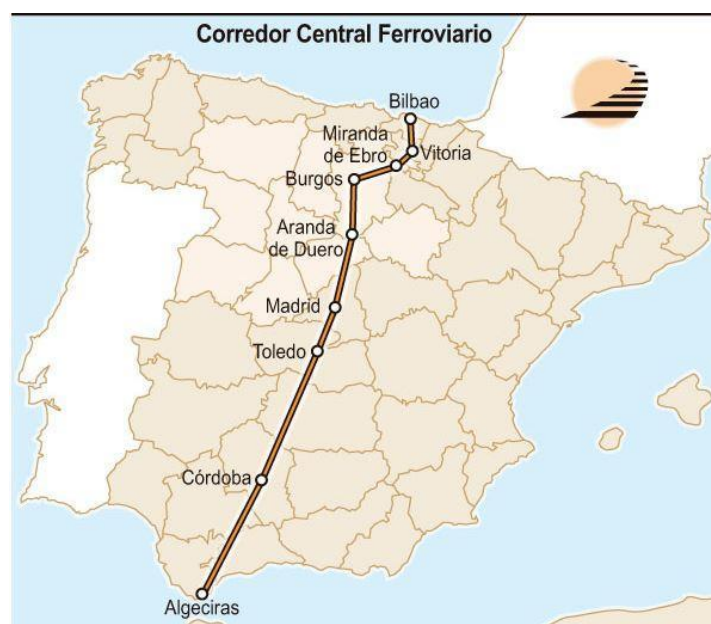 Corredor Central Ferroviario
Bilbao
Miranda
de Ebro
Vitoria
Burgos
Aranda
de Duero
Madrid
Toledo
Córdoba
Algeciras